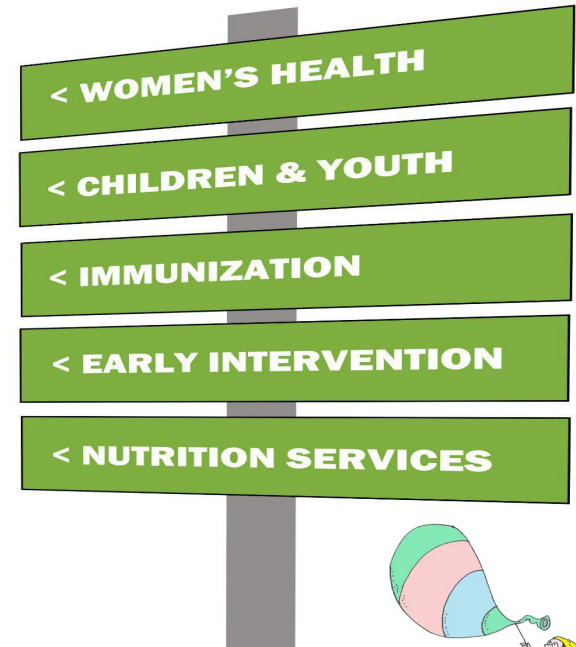 < WOMEN'S HEALTH
< CHILDREN & YOUTH
< IMMUNIZATION
< EARLY INTERVENTION
< NUTRITION SERVICES